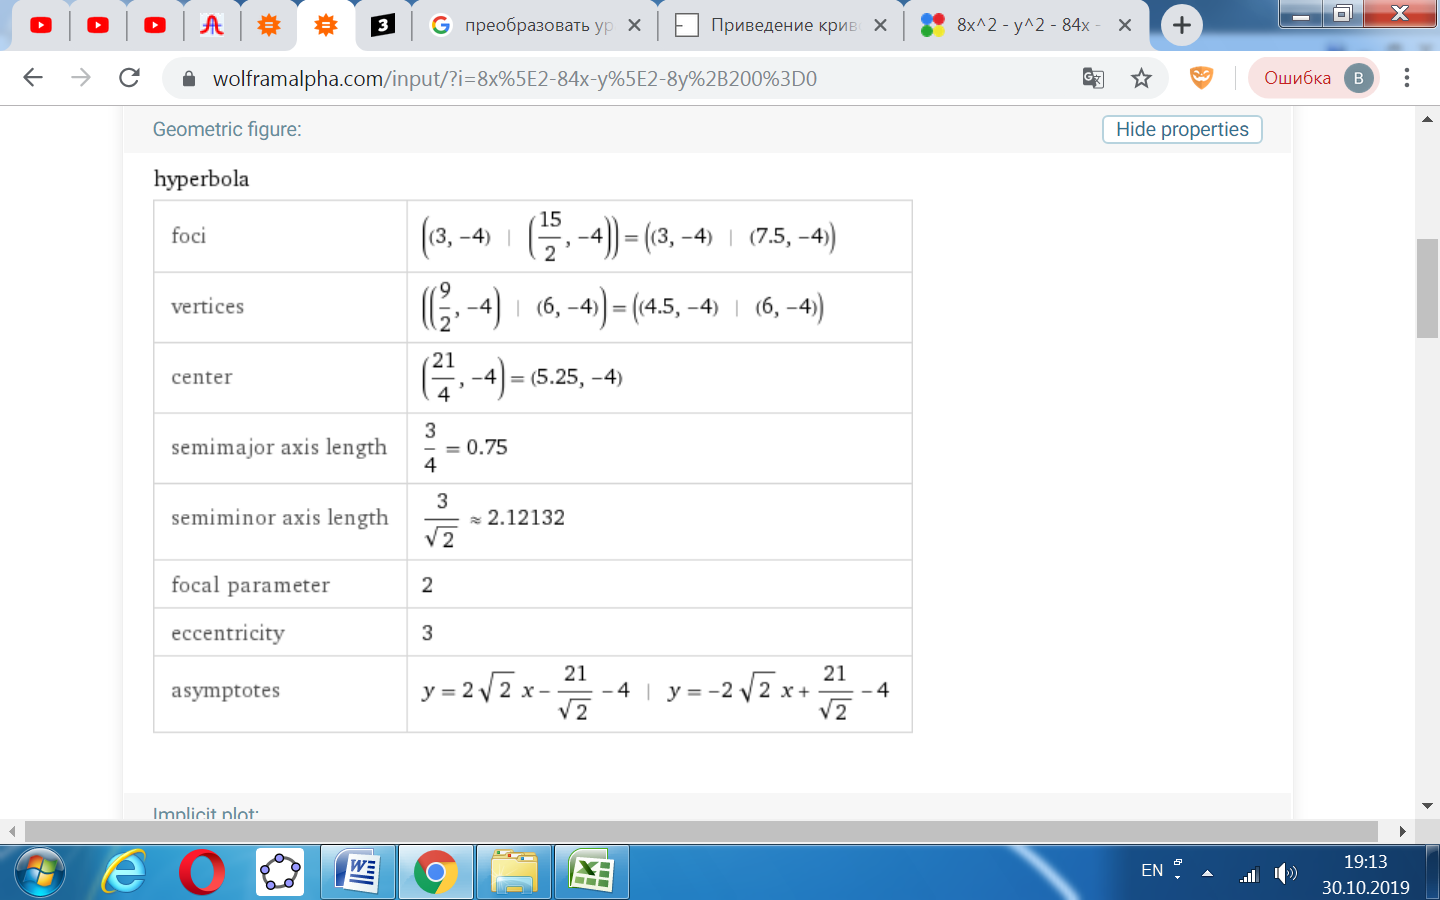 3
преобразовать ур
Приведение крив
8x^2 - y^2 - 84x -
wolframalpha.com/input/?i=8x%5E2-84x-y%5E2-8y%2B200%3D0
Ошибка В
Geometric figure:
Hide properties
hyperbola
foci ((3, −4) | (15/2, −4)) = ((3, −4) | (7.5, −4))
vertices ((9/2, −4) | (6, −4)) = ((4.5, −4) | (6, −4))
center (21/4, −4) = (5.25, −4)
semimajor axis length 3/4 = 0.75
semiminor axis length 3/√2 ≈ 2.12132
focal parameter 2
eccentricity 3
asymptotes y = 2√2 x − 21/√2 − 4 | y = −2√2 x + 21/√2 − 4
Implicit plot:
EN
19:13
30.10.2019